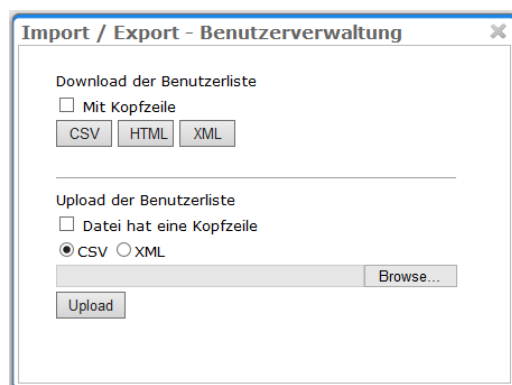 Import / Export - Benutzerverwaltung
Download der Benutzerliste
Mit Kopfzeile
CSV HTML XML
Upload der Benutzerliste
Datei hat eine Kopfzeile
CSV XML
Browse...
Upload